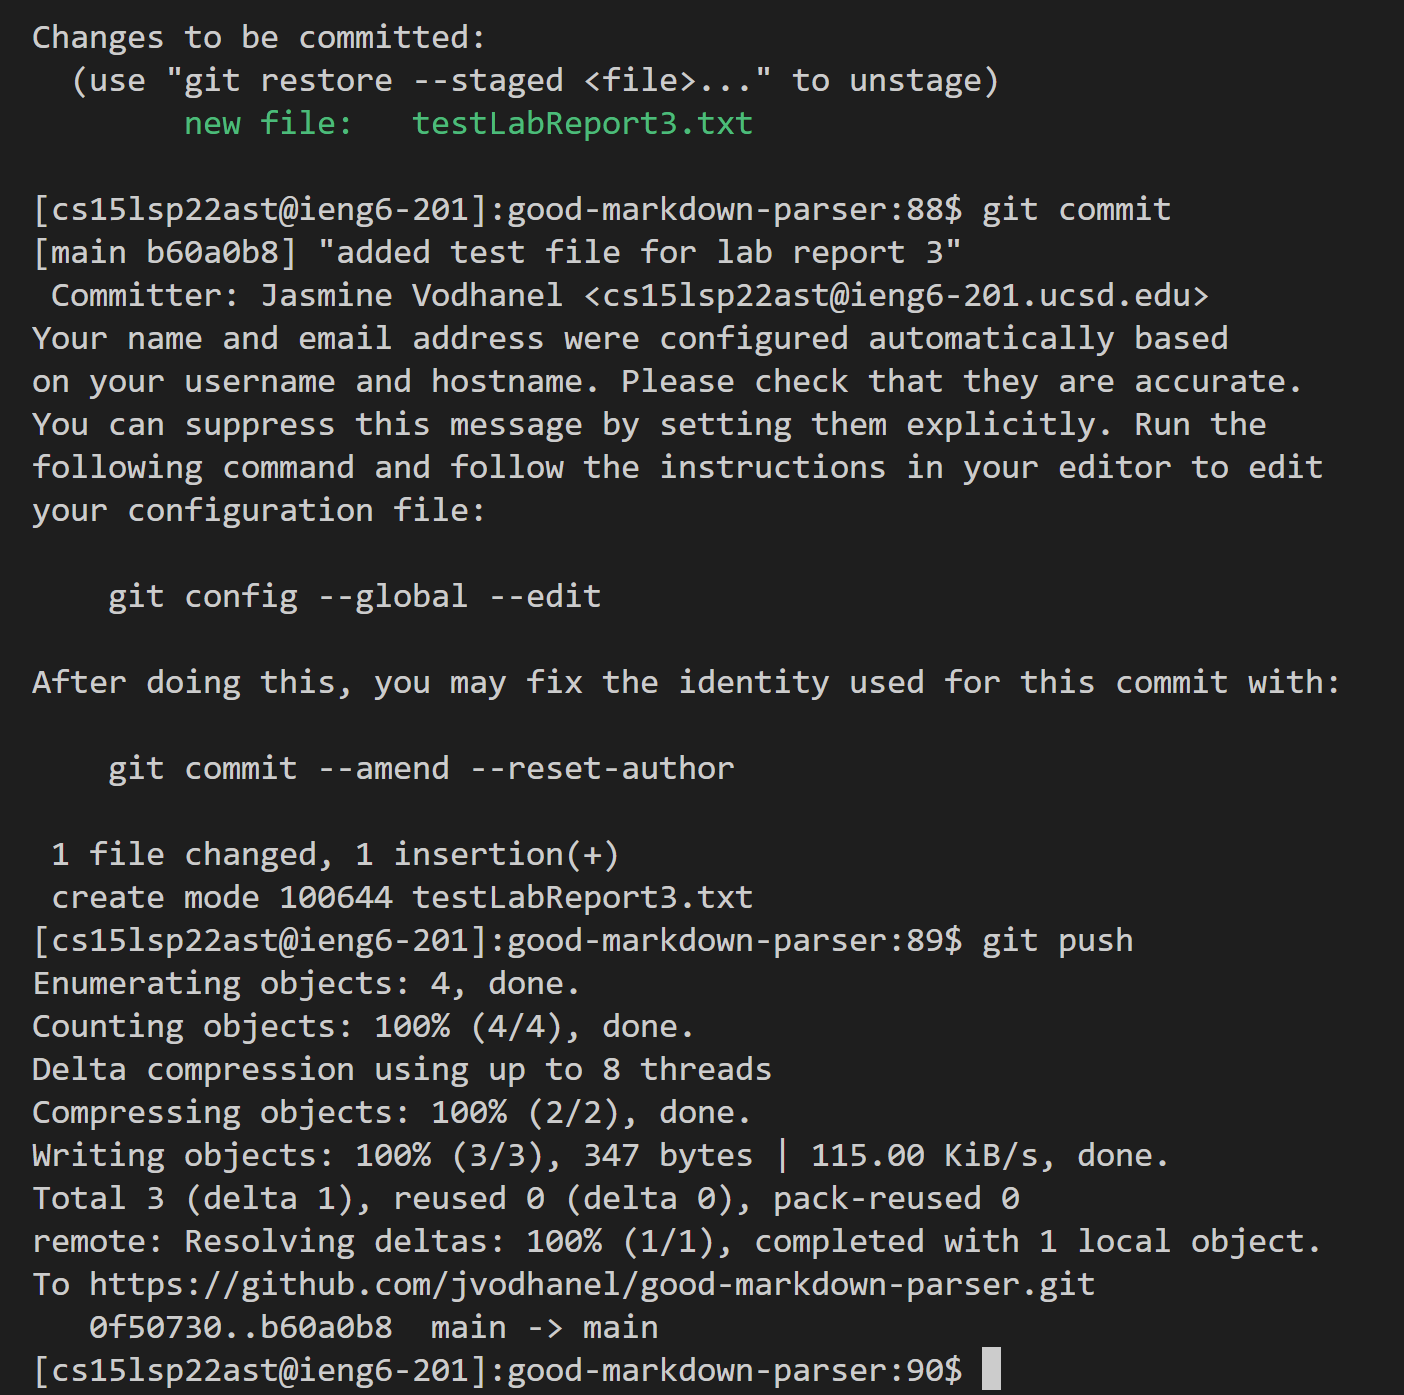 Changes to be committed:
  (use "git restore --staged <file>..." to unstage)
        new file:   testLabReport3.txt

[cs15lsp22ast@ieng6-201]:good-markdown-parser:88$ git commit
[main b60a0b8] "added test file for lab report 3"
 Committer: Jasmine Vodhanel <cs15lsp22ast@ieng6-201.ucsd.edu>
Your name and email address were configured automatically based
on your username and hostname. Please check that they are accurate.
You can suppress this message by setting them explicitly. Run the
following command and follow the instructions in your editor to edit
your configuration file:

    git config --global --edit

After doing this, you may fix the identity used for this commit with:

    git commit --amend --reset-author

 1 file changed, 1 insertion(+)
 create mode 100644 testLabReport3.txt
[cs15lsp22ast@ieng6-201]:good-markdown-parser:89$ git push
Enumerating objects: 4, done.
Counting objects: 100% (4/4), done.
Delta compression using up to 8 threads
Compressing objects: 100% (2/2), done.
Writing objects: 100% (3/3), 347 bytes | 115.00 KiB/s, done.
Total 3 (delta 1), reused 0 (delta 0), pack-reused 0
remote: Resolving deltas: 100% (1/1), completed with 1 local object.
To https://github.com/jvodhanel/good-markdown-parser.git
   0f50730..b60a0b8  main -> main
[cs15lsp22ast@ieng6-201]:good-markdown-parser:90$